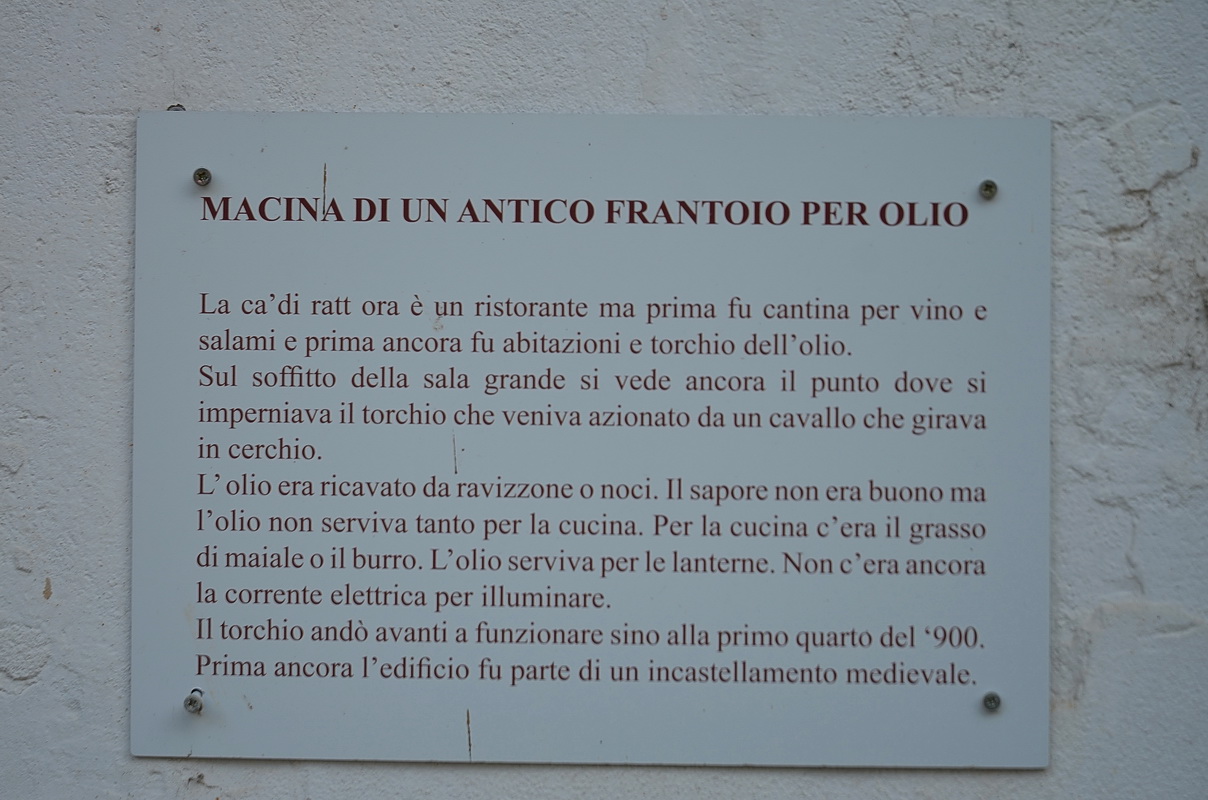 MACINA DI UN ANTICO FRANTOIO PER OLIO
La ca’di ratt ora è un ristorante ma prima fu cantina per vino e
salami e prima ancora fu abitazioni e torchio dell’olio.
Sul soffitto della sala grande si vede ancora il punto dove si
imperniava il torchio che veniva azionato da un cavallo che girava
in cerchio.
L’ olio era ricavato da ravizzone o noci. Il sapore non era buono ma
l’olio non serviva tanto per la cucina. Per la cucina c’era il grasso
di maiale o il burro. L’olio serviva per le lanterne. Non c’era ancora
la corrente elettrica per illuminare.
Il torchio andò avanti a funzionare sino alla primo quarto del ‘900.
Prima ancora l’edificio fu parte di un incastellamento medievale.